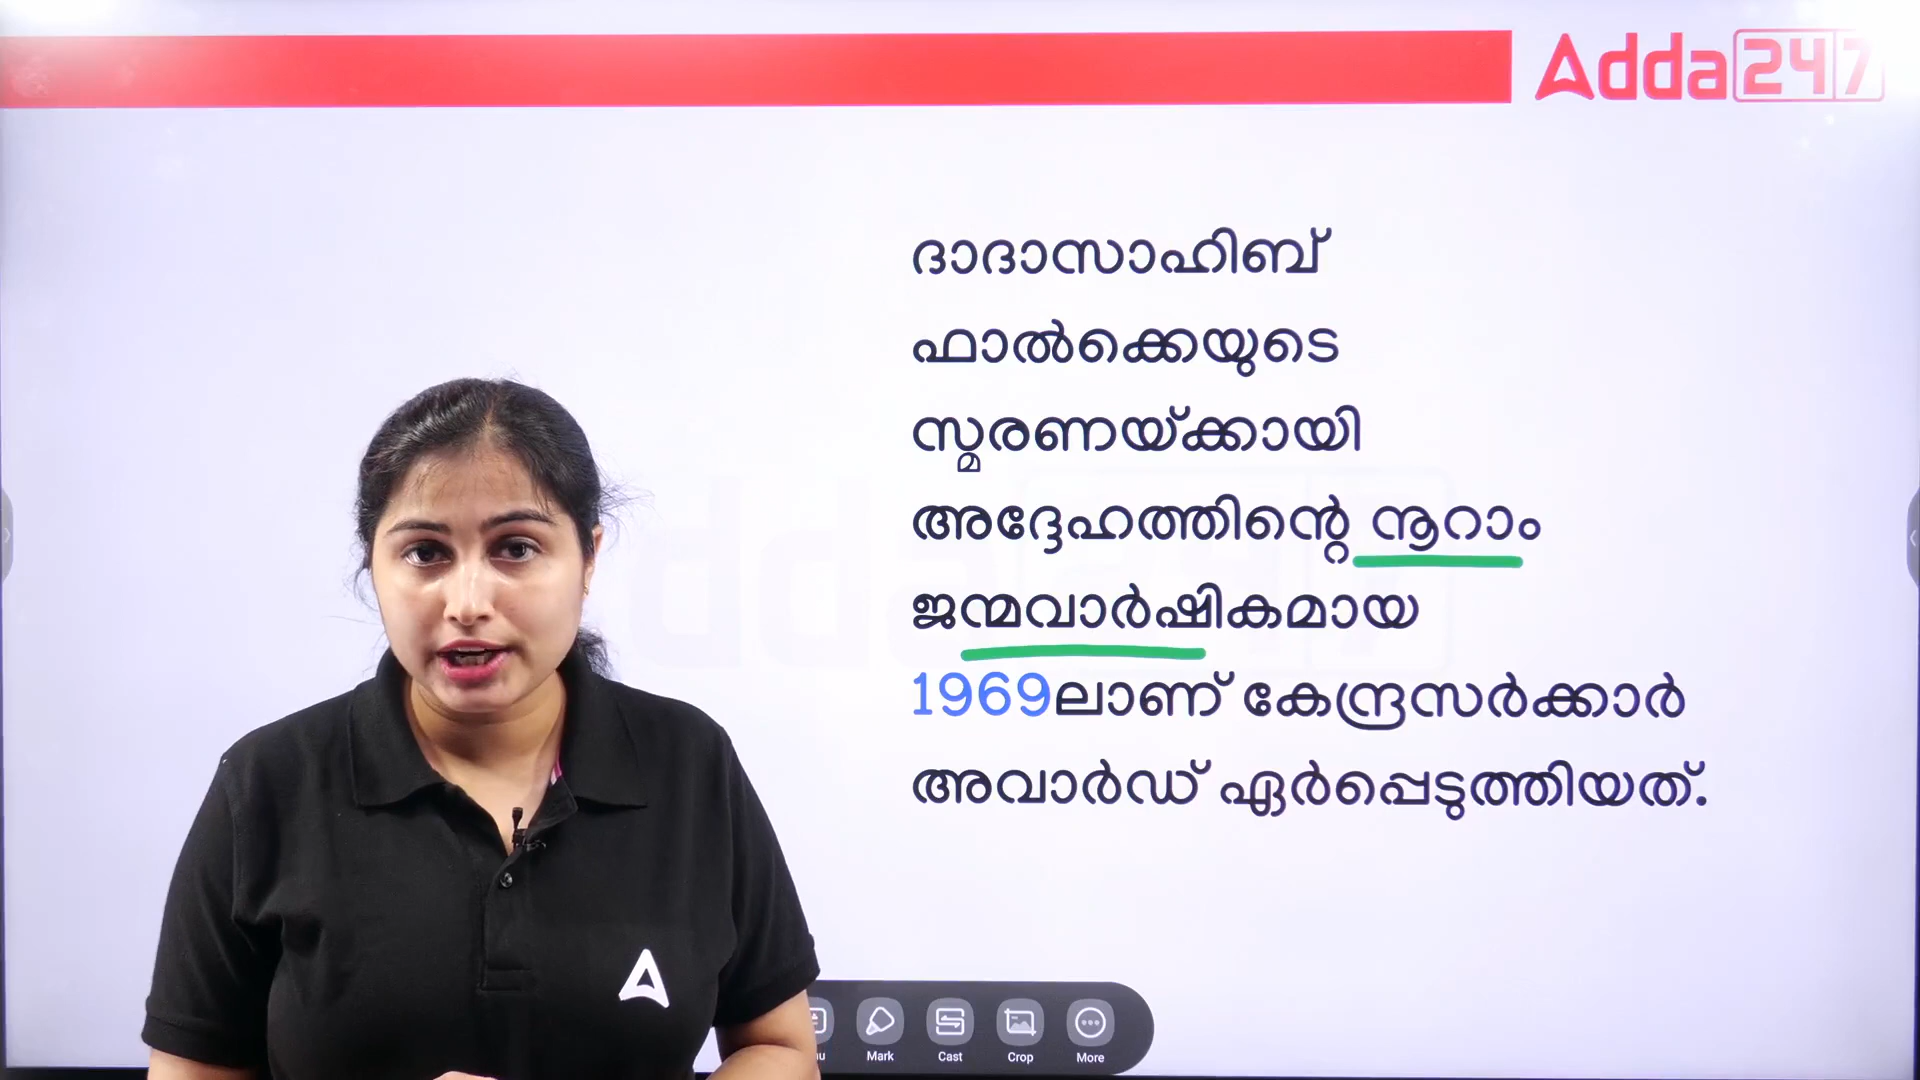 Adda247
ദാദാസാഹിബ്
ഫാൽക്കെയുടെ
സ്മരണയ്ക്കായി
അദ്ദേഹത്തിന്റെ നൂറാം
ജന്മവാർഷികമായ
1969ലാണ് കേന്ദ്രസർക്കാർ
അവാർഡ് ഏർപ്പെടുത്തിയത്.
Mark Cast Crop More